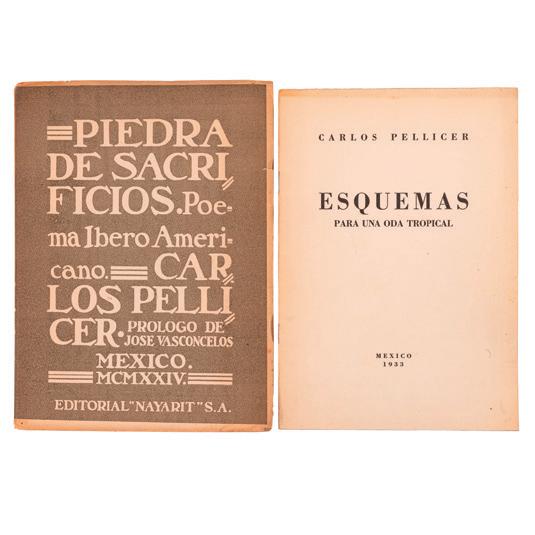 PIEDRA
DE SACRI
FICIOS. Poe-
ma Ibero Ameri-
cano. CAR
LOS PELLI
CER. PROLOGO DE
JOSE VASCONCELOS
MEXICO.
MCMXXIV.
EDITORIAL "NAYARIT" S.A.
CARLOS PELLICER
ESQUEMAS
PARA UNA ODA TROPICAL
MEXICO
1933